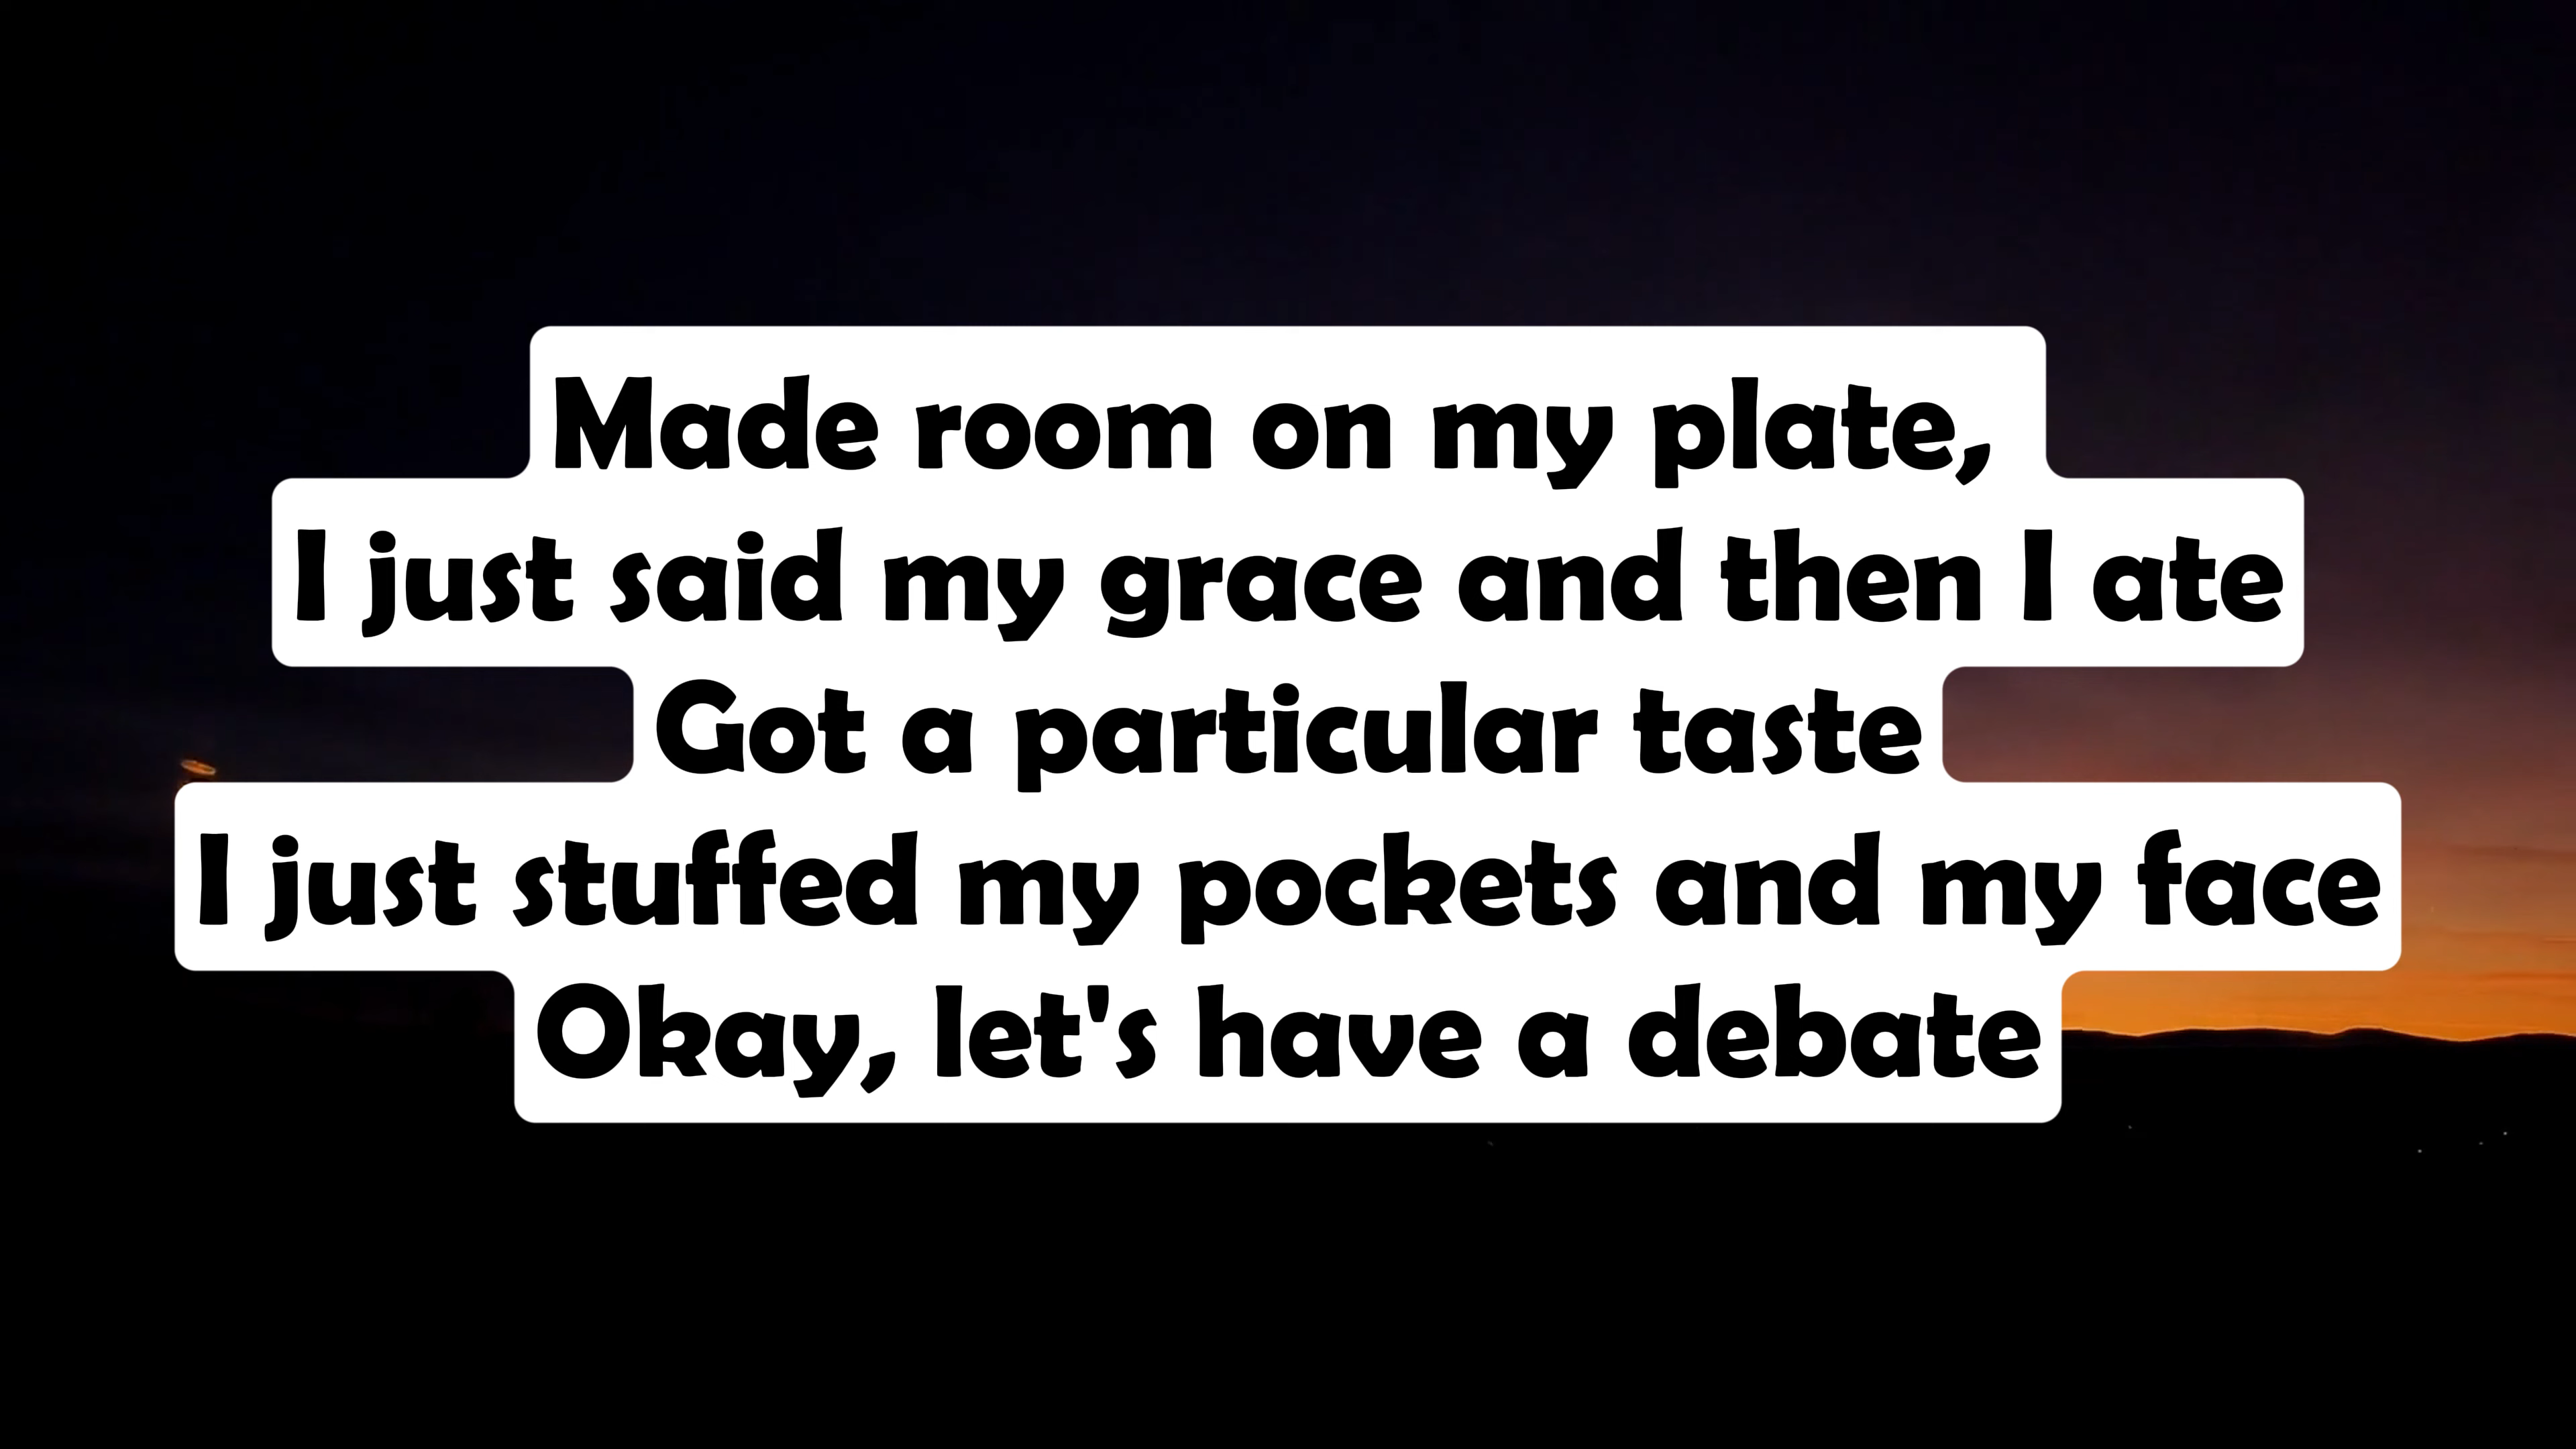 Made room on my plate,
I just said my grace and then I ate
Got a particular taste
I just stuffed my pockets and my face
Okay, let's have a debate